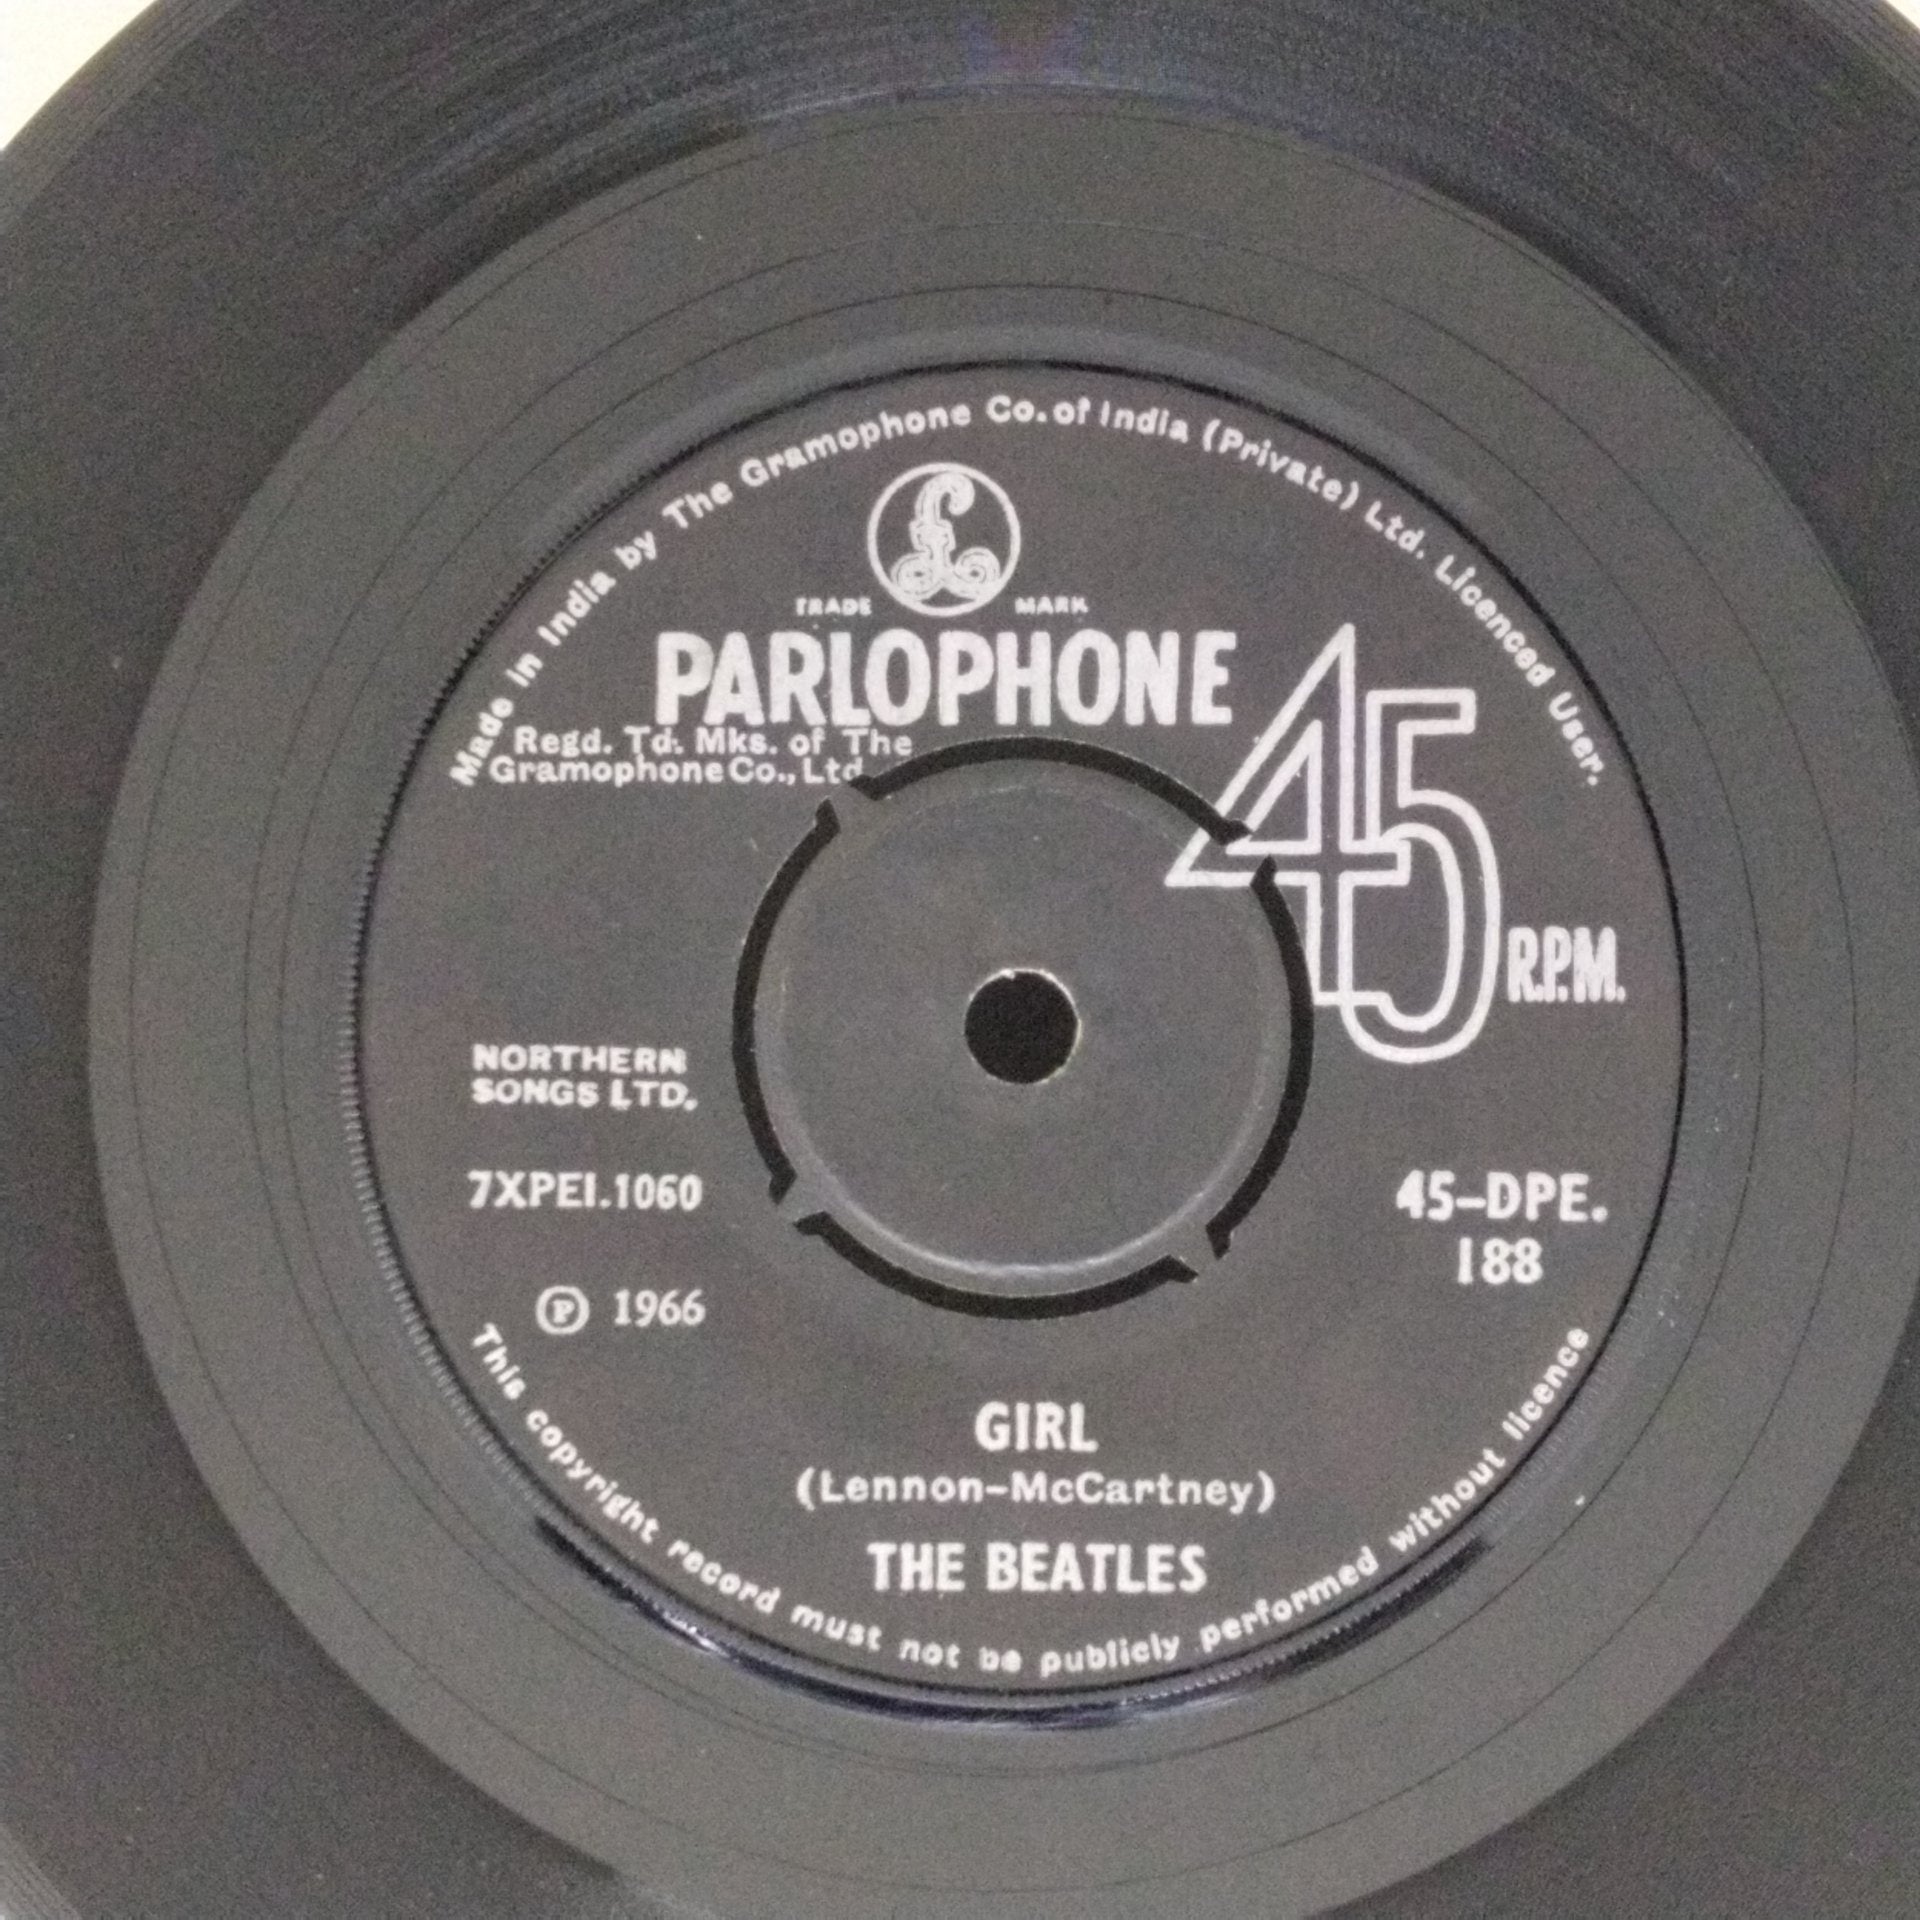 Made in India by The Gramophone Co. of India (Private) Ltd. Licenced User.
£
TRADE MARK
PARLOPHONE
Regd. Td. Mks. of The
Gramophone Co., Ltd.
45 R.P.M.
NORTHERN
SONGS LTD.
7XPEI.1060
45-DPE.
188
℗ 1966
GIRL
(Lennon-McCartney)
THE BEATLES
This copyright record must not be publicly performed without licence